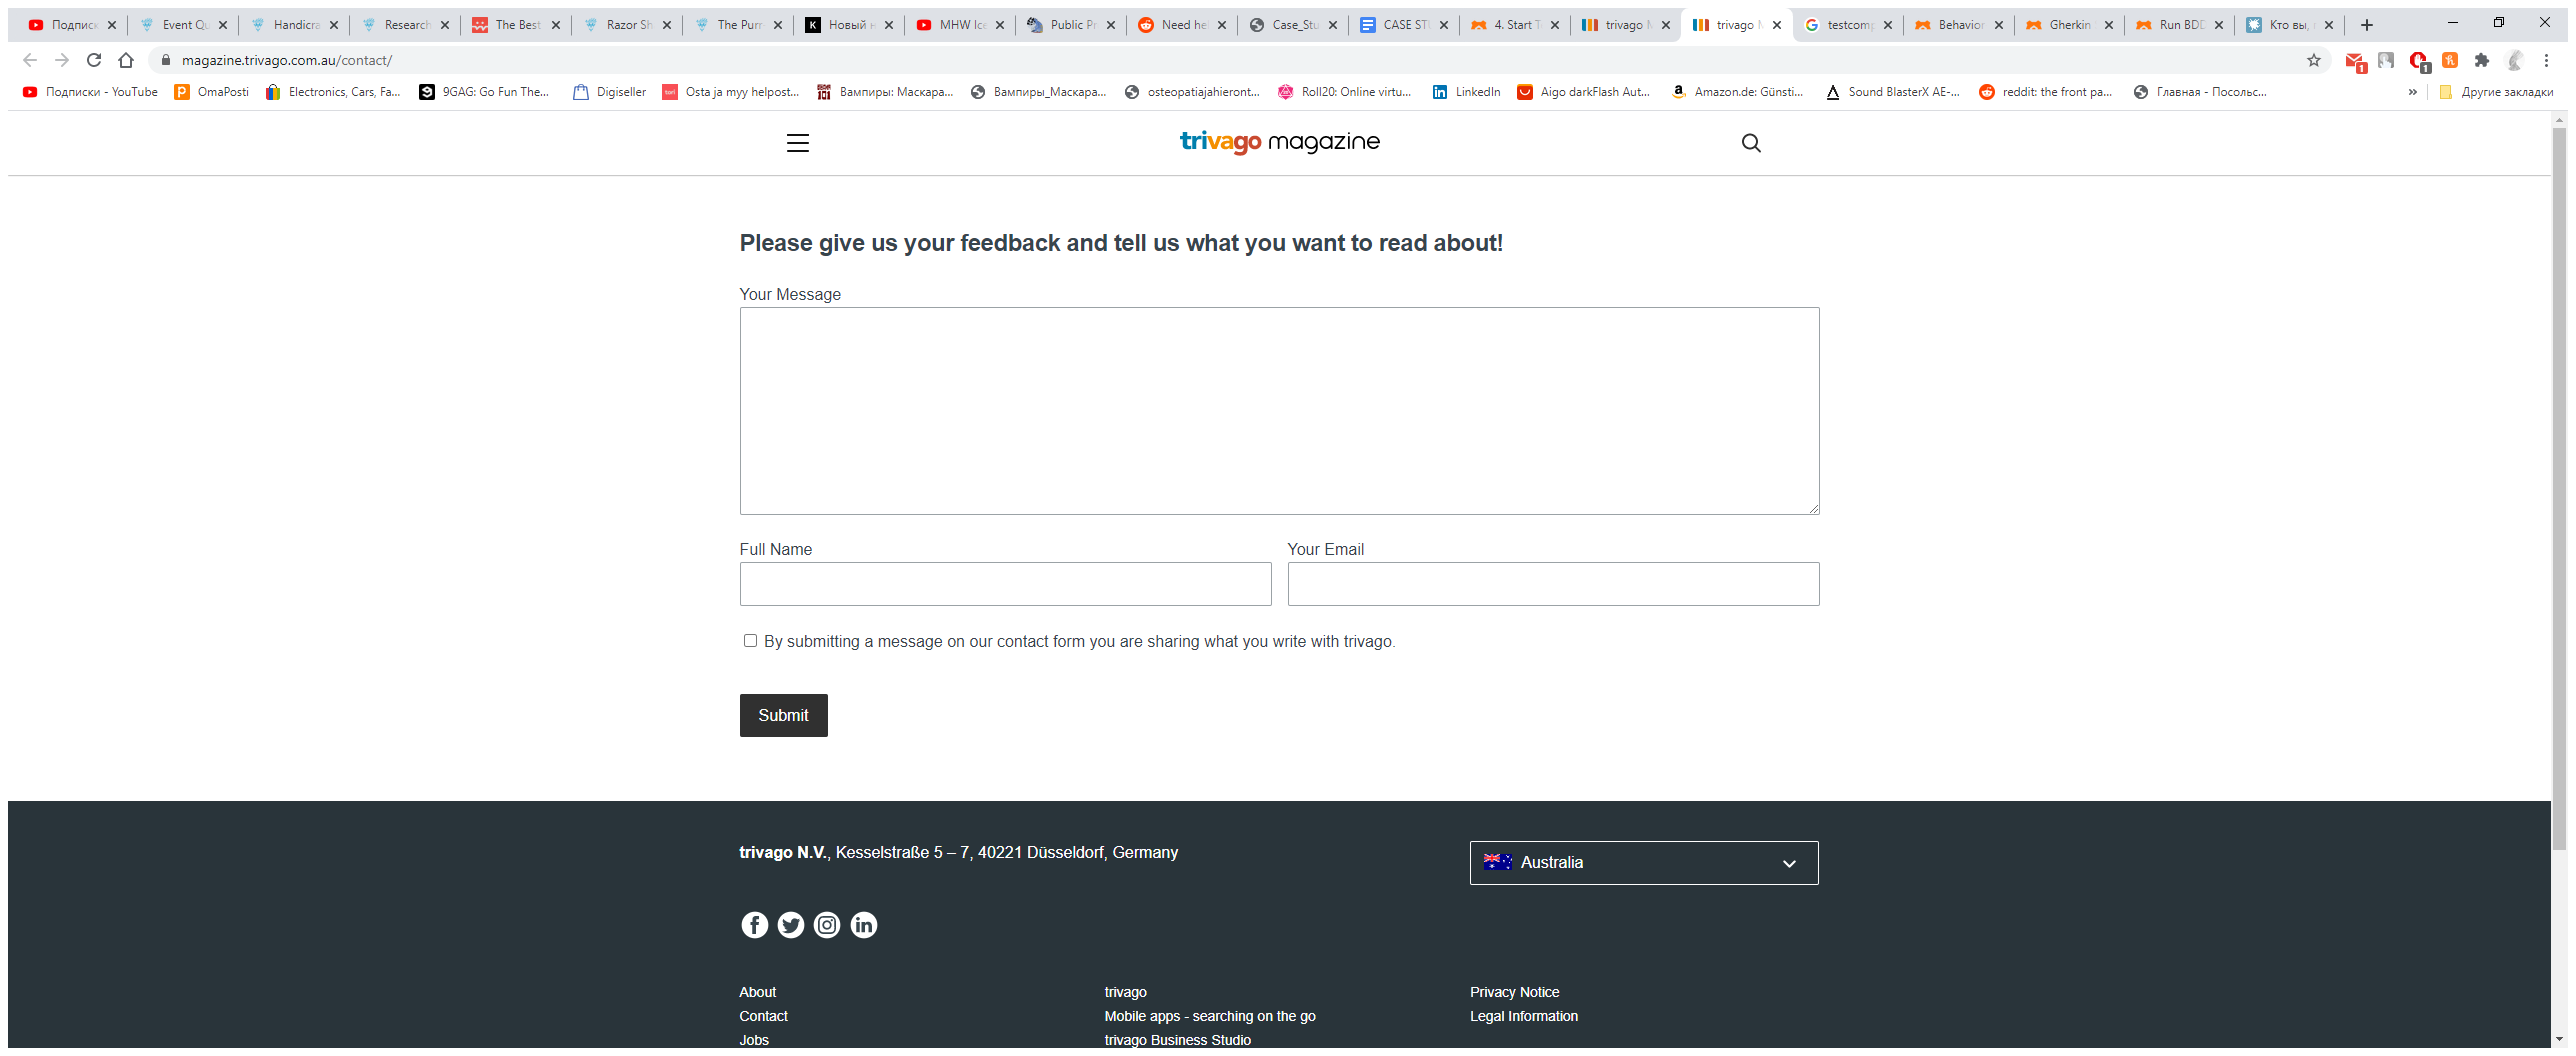 Подписк
Event Qu
Handicra
Research
The Best
Razor Sh
The Purr
Новый н
MHW Ice
Public Pr
Need hel
Case_Stu
CASE STU
4. Start T
trivago M
trivago M
testcomp
Behavior
Gherkin
Run BDD
Кто вы,
magazine.trivago.com.au/contact/
1
1
Подписки - YouTube
OmaPosti
Electronics, Cars, Fa...
9GAG: Go Fun The...
Digiseller
Osta ja myy helpost...
Вампиры: Маскара...
Вампиры_Маскара...
osteopatiajahieront...
Roll20: Online virtu...
LinkedIn
Aigo darkFlash Aut...
Amazon.de: Günsti...
Sound BlasterX AE-...
reddit: the front pa...
Главная - Посольс...
»
Другие закладки
trivago magazine
Please give us your feedback and tell us what you want to read about!
Your Message
Full Name
Your Email
By submitting a message on our contact form you are sharing what you write with trivago.
Submit
trivago N.V., Kesselstraße 5 – 7, 40221 Düsseldorf, Germany
Australia
About
trivago
Privacy Notice
Contact
Mobile apps - searching on the go
Legal Information
Jobs
trivago Business Studio